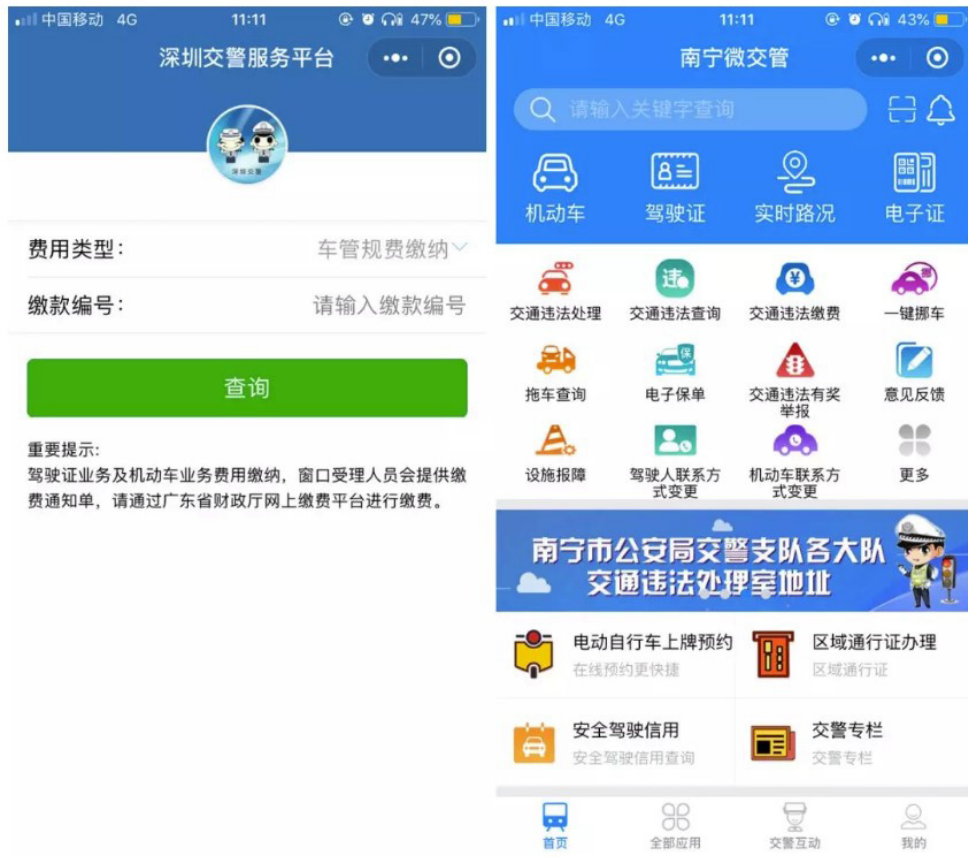 中国移动 4G 11:11 47%
深圳交警服务平台
深圳交警
费用类型：
车管规费缴纳
缴款编号：
请输入缴款编号
查询
重要提示：
驾驶证业务及机动车业务费用缴纳，窗口受理人员会提供缴
费通知单，请通过广东省财政厅网上缴费平台进行缴费。
中国移动 4G 11:11 43%
南宁微交管
请输入关键字查询
机动车 驾驶证 实时路况 电子证
违 ¥ 挪
交通违法处理 交通违法查询 交通违法缴费 一键挪车
保
拖车查询 电子保单 交通违法有奖 意见反馈
举报
设施报障 驾驶人联系方 机动车联系方 更多
式变更 式变更
南宁市公安局交警支队各大队
交通违法处理室地址
电动自行车上牌预约 区域通行证办理
在线预约更快捷 区域通行证
安全驾驶信用 交警专栏
安全驾驶信用查询 交警专栏
首页 全部应用 交警互动 我的